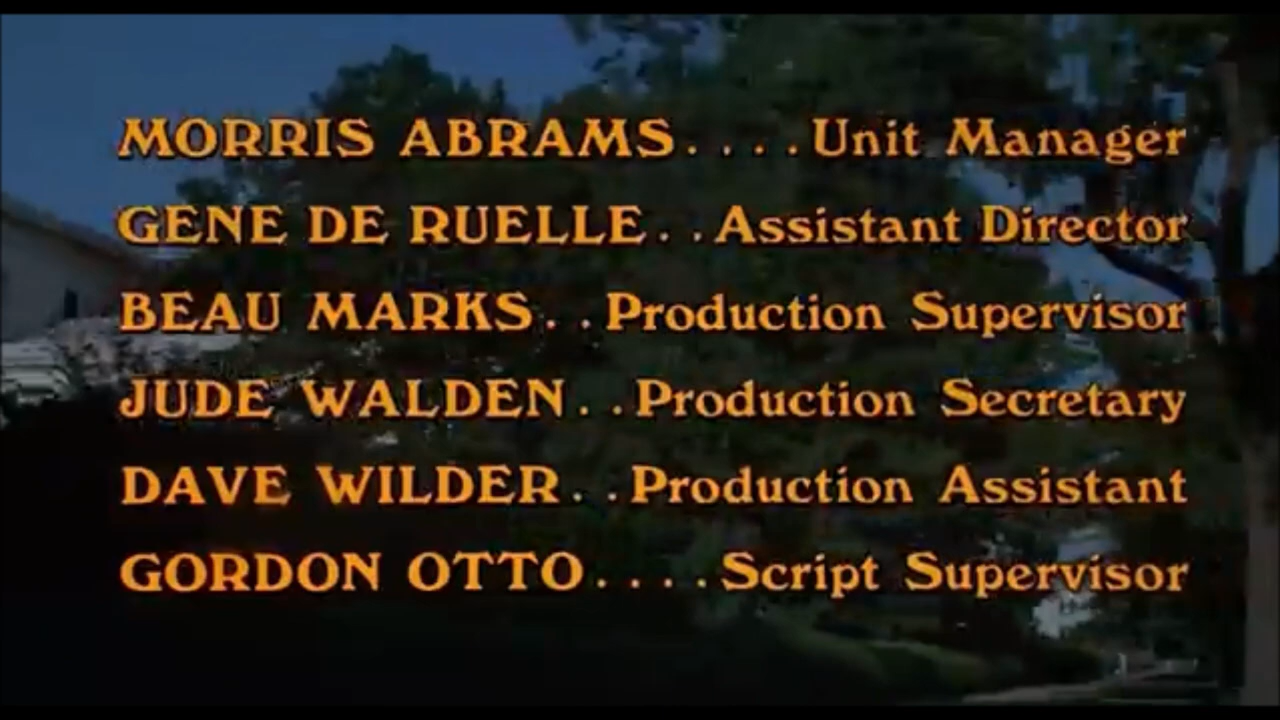 MORRIS ABRAMS....Unit Manager
GENE DE RUELLE..Assistant Director
BEAU MARKS..Production Supervisor
JUDE WALDEN..Production Secretary
DAVE WILDER..Production Assistant
GORDON OTTO....Script Supervisor